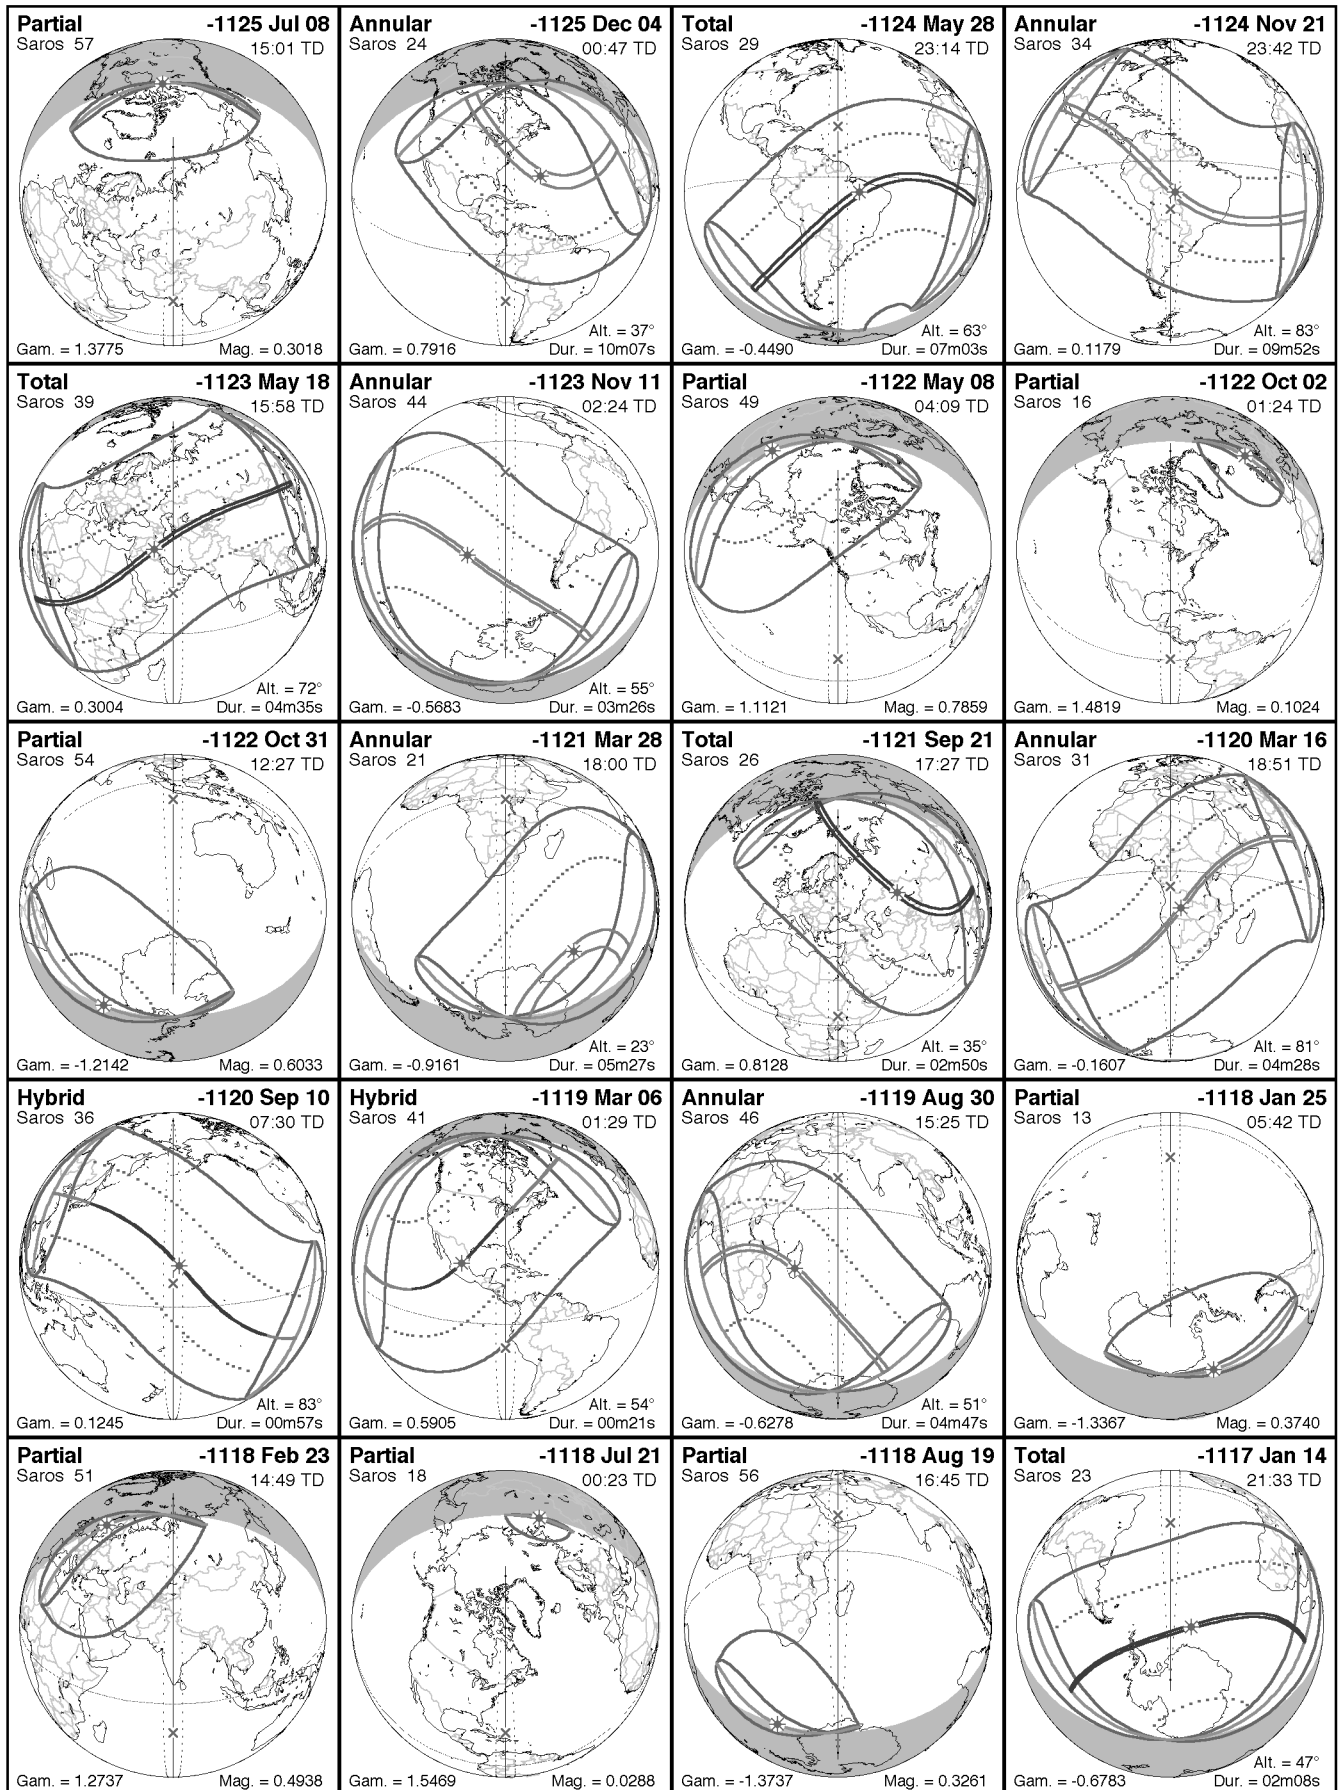 Partial -1125 Jul 08
Saros 57 15:01 TD
Gam. = 1.3775 Mag. = 0.3018
Annular -1125 Dec 04
Saros 24 00:47 TD
Alt. = 37°
Gam. = 0.7916 Dur. = 10m07s
Total -1124 May 28
Saros 29 23:14 TD
Alt. = 63°
Gam. = -0.4490 Dur. = 07m03s
Annular -1124 Nov 21
Saros 34 23:42 TD
Alt. = 83°
Gam. = 0.1179 Dur. = 09m52s
Total -1123 May 18
Saros 39 15:58 TD
Alt. = 72°
Gam. = 0.3004 Dur. = 04m35s
Annular -1123 Nov 11
Saros 44 02:24 TD
Alt. = 55°
Gam. = -0.5683 Dur. = 03m26s
Partial -1122 May 08
Saros 49 04:09 TD
Gam. = 1.1121 Mag. = 0.7859
Partial -1122 Oct 02
Saros 16 01:24 TD
Gam. = 1.4819 Mag. = 0.1024
Partial -1122 Oct 31
Saros 54 12:27 TD
Gam. = -1.2142 Mag. = 0.6033
Annular -1121 Mar 28
Saros 21 18:00 TD
Alt. = 23°
Gam. = -0.9161 Dur. = 05m27s
Total -1121 Sep 21
Saros 26 17:27 TD
Alt. = 35°
Gam. = 0.8128 Dur. = 02m50s
Annular -1120 Mar 16
Saros 31 18:51 TD
Alt. = 81°
Gam. = -0.1607 Dur. = 04m28s
Hybrid -1120 Sep 10
Saros 36 07:30 TD
Alt. = 83°
Gam. = 0.1245 Dur. = 00m57s
Hybrid -1119 Mar 06
Saros 41 01:29 TD
Alt. = 54°
Gam. = 0.5905 Dur. = 00m21s
Annular -1119 Aug 30
Saros 46 15:25 TD
Alt. = 51°
Gam. = -0.6278 Dur. = 04m47s
Partial -1118 Jan 25
Saros 13 05:42 TD
Gam. = -1.3367 Mag. = 0.3740
Partial -1118 Feb 23
Saros 51 14:49 TD
Gam. = 1.2737 Mag. = 0.4938
Partial -1118 Jul 21
Saros 18 00:23 TD
Gam. = 1.5469 Mag. = 0.0288
Partial -1118 Aug 19
Saros 56 16:45 TD
Gam. = -1.3737 Mag. = 0.3261
Total -1117 Jan 14
Saros 23 21:33 TD
Alt. = 47°
Gam. = -0.6783 Dur. = 02m08s